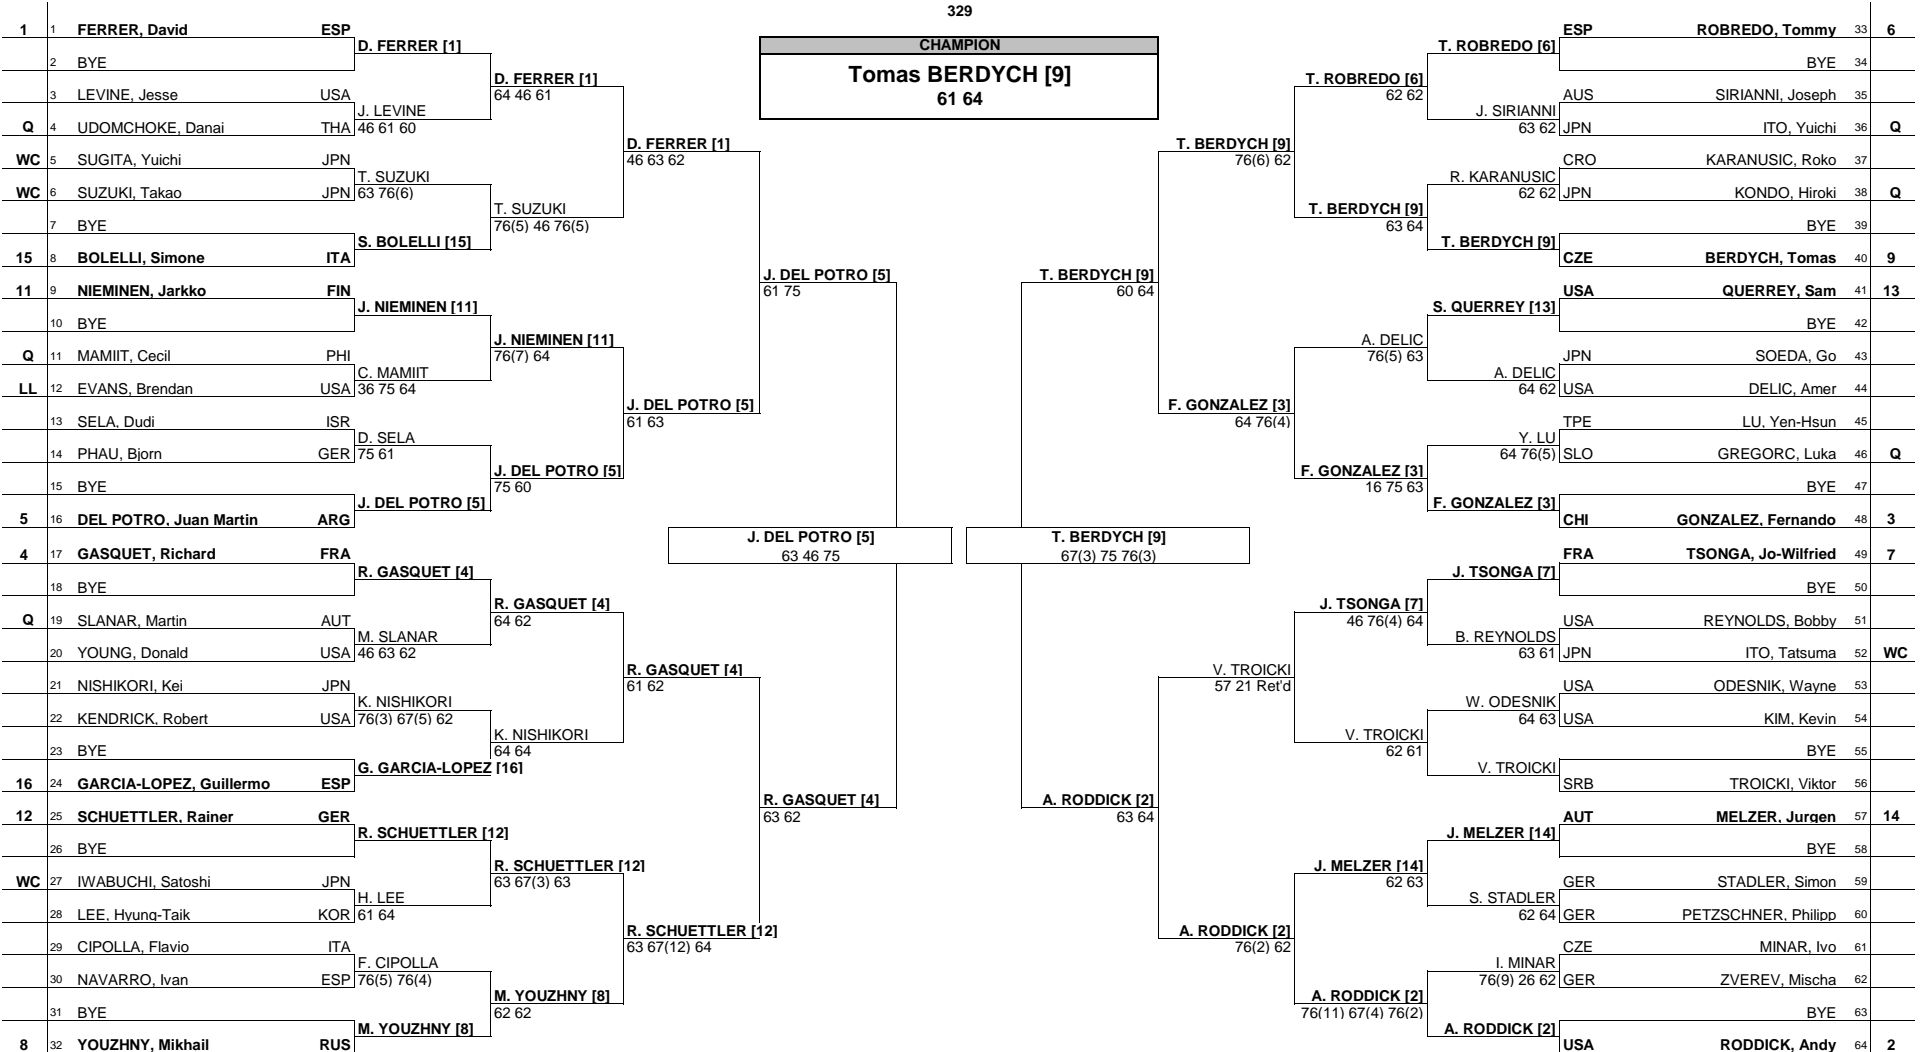 329
CHAMPION
Tomas BERDYCH [9]
61 64
1 1 FERRER, David ESP
D. FERRER [1]
2 BYE
D. FERRER [1]
64 46 61
3 LEVINE, Jesse USA
J. LEVINE
Q 4 UDOMCHOKE, Danai THA 46 61 60
D. FERRER [1]
46 63 62
WC 5 SUGITA, Yuichi JPN
T. SUZUKI
WC 6 SUZUKI, Takao JPN 63 76(6)
T. SUZUKI
76(5) 46 76(5)
7 BYE
S. BOLELLI [15]
15 8 BOLELLI, Simone ITA
J. DEL POTRO [5]
61 75
11 9 NIEMINEN, Jarkko FIN
J. NIEMINEN [11]
10 BYE
J. NIEMINEN [11]
76(7) 64
Q 11 MAMIIT, Cecil PHI
C. MAMIIT
LL 12 EVANS, Brendan USA 36 75 64
J. DEL POTRO [5]
61 63
13 SELA, Dudi ISR
D. SELA
14 PHAU, Bjorn GER 75 61
J. DEL POTRO [5]
75 60
15 BYE
J. DEL POTRO [5]
5 16 DEL POTRO, Juan Martin ARG
J. DEL POTRO [5]
63 46 75
4 17 GASQUET, Richard FRA
R. GASQUET [4]
18 BYE
R. GASQUET [4]
64 62
Q 19 SLANAR, Martin AUT
M. SLANAR
20 YOUNG, Donald USA 46 63 62
R. GASQUET [4]
61 62
21 NISHIKORI, Kei JPN
K. NISHIKORI
22 KENDRICK, Robert USA 76(3) 67(5) 62
K. NISHIKORI
64 64
23 BYE
G. GARCIA-LOPEZ [16]
16 24 GARCIA-LOPEZ, Guillermo ESP
R. GASQUET [4]
63 62
12 25 SCHUETTLER, Rainer GER
R. SCHUETTLER [12]
26 BYE
R. SCHUETTLER [12]
63 67(3) 63
WC 27 IWABUCHI, Satoshi JPN
H. LEE
28 LEE, Hyung-Taik KOR 61 64
R. SCHUETTLER [12]
63 67(12) 64
29 CIPOLLA, Flavio ITA
F. CIPOLLA
30 NAVARRO, Ivan ESP 76(5) 76(4)
M. YOUZHNY [8]
62 62
31 BYE
M. YOUZHNY [8]
8 32 YOUZHNY, Mikhail RUS
ESP ROBREDO, Tommy 33 6
T. ROBREDO [6]
BYE 34
T. ROBREDO [6]
62 62
AUS SIRIANNI, Joseph 35
J. SIRIANNI
63 62 JPN ITO, Yuichi 36 Q
T. BERDYCH [9]
76(6) 62
CRO KARANUSIC, Roko 37
R. KARANUSIC
62 62 JPN KONDO, Hiroki 38 Q
T. BERDYCH [9]
63 64
BYE 39
T. BERDYCH [9]
CZE BERDYCH, Tomas 40 9
T. BERDYCH [9]
60 64
USA QUERREY, Sam 41 13
S. QUERREY [13]
BYE 42
A. DELIC
76(5) 63
JPN SOEDA, Go 43
A. DELIC
64 62 USA DELIC, Amer 44
F. GONZALEZ [3]
64 76(4)
TPE LU, Yen-Hsun 45
Y. LU
64 76(5) SLO GREGORC, Luka 46 Q
F. GONZALEZ [3]
16 75 63
BYE 47
F. GONZALEZ [3]
CHI GONZALEZ, Fernando 48 3
T. BERDYCH [9]
67(3) 75 76(3)
FRA TSONGA, Jo-Wilfried 49 7
J. TSONGA [7]
BYE 50
J. TSONGA [7]
46 76(4) 64
USA REYNOLDS, Bobby 51
B. REYNOLDS
63 61 JPN ITO, Tatsuma 52 WC
V. TROICKI
57 21 Ret'd
USA ODESNIK, Wayne 53
W. ODESNIK
64 63 USA KIM, Kevin 54
V. TROICKI
62 61
BYE 55
V. TROICKI
SRB TROICKI, Viktor 56
A. RODDICK [2]
63 64
AUT MELZER, Jurgen 57 14
J. MELZER [14]
BYE 58
J. MELZER [14]
62 63
GER STADLER, Simon 59
S. STADLER
62 64 GER PETZSCHNER, Philipp 60
A. RODDICK [2]
76(2) 62
CZE MINAR, Ivo 61
I. MINAR
76(9) 26 62 GER ZVEREV, Mischa 62
A. RODDICK [2]
76(11) 67(4) 76(2)
BYE 63
A. RODDICK [2]
USA RODDICK, Andy 64 2